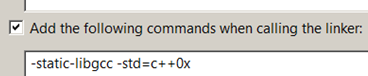 Add the following commands when calling the linker:
-static-libgcc -std=c++0x